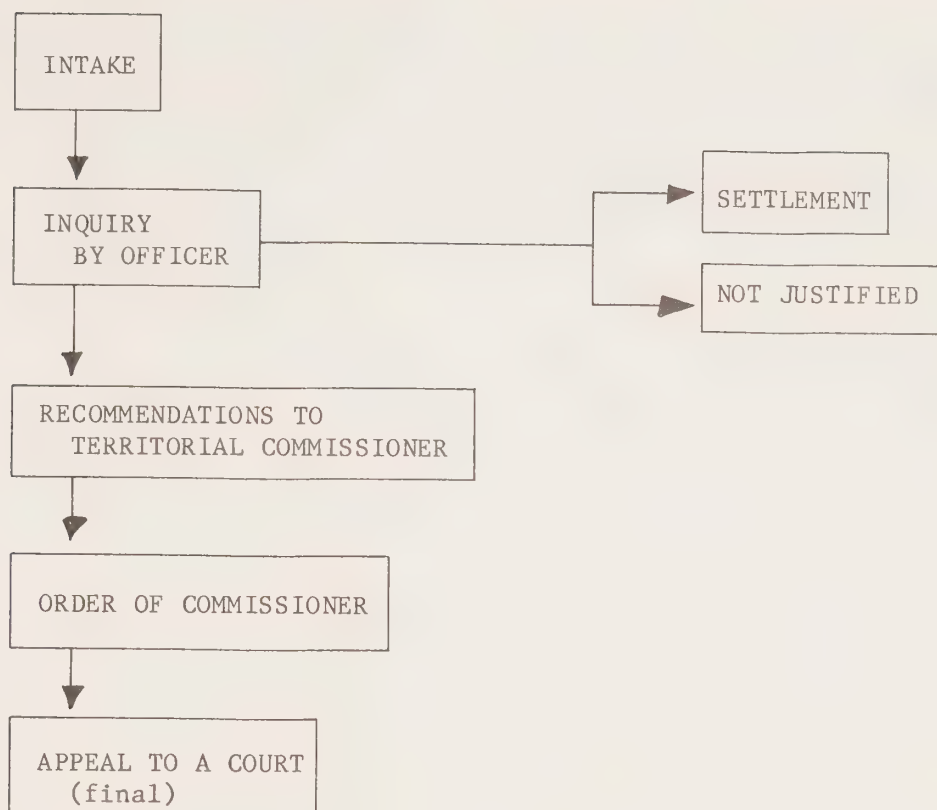 INTAKE
INQUIRY
BY OFFICER
SETTLEMENT
NOT JUSTIFIED
RECOMMENDATIONS TO
TERRITORIAL COMMISSIONER
ORDER OF COMMISSIONER
APPEAL TO A COURT
(final)